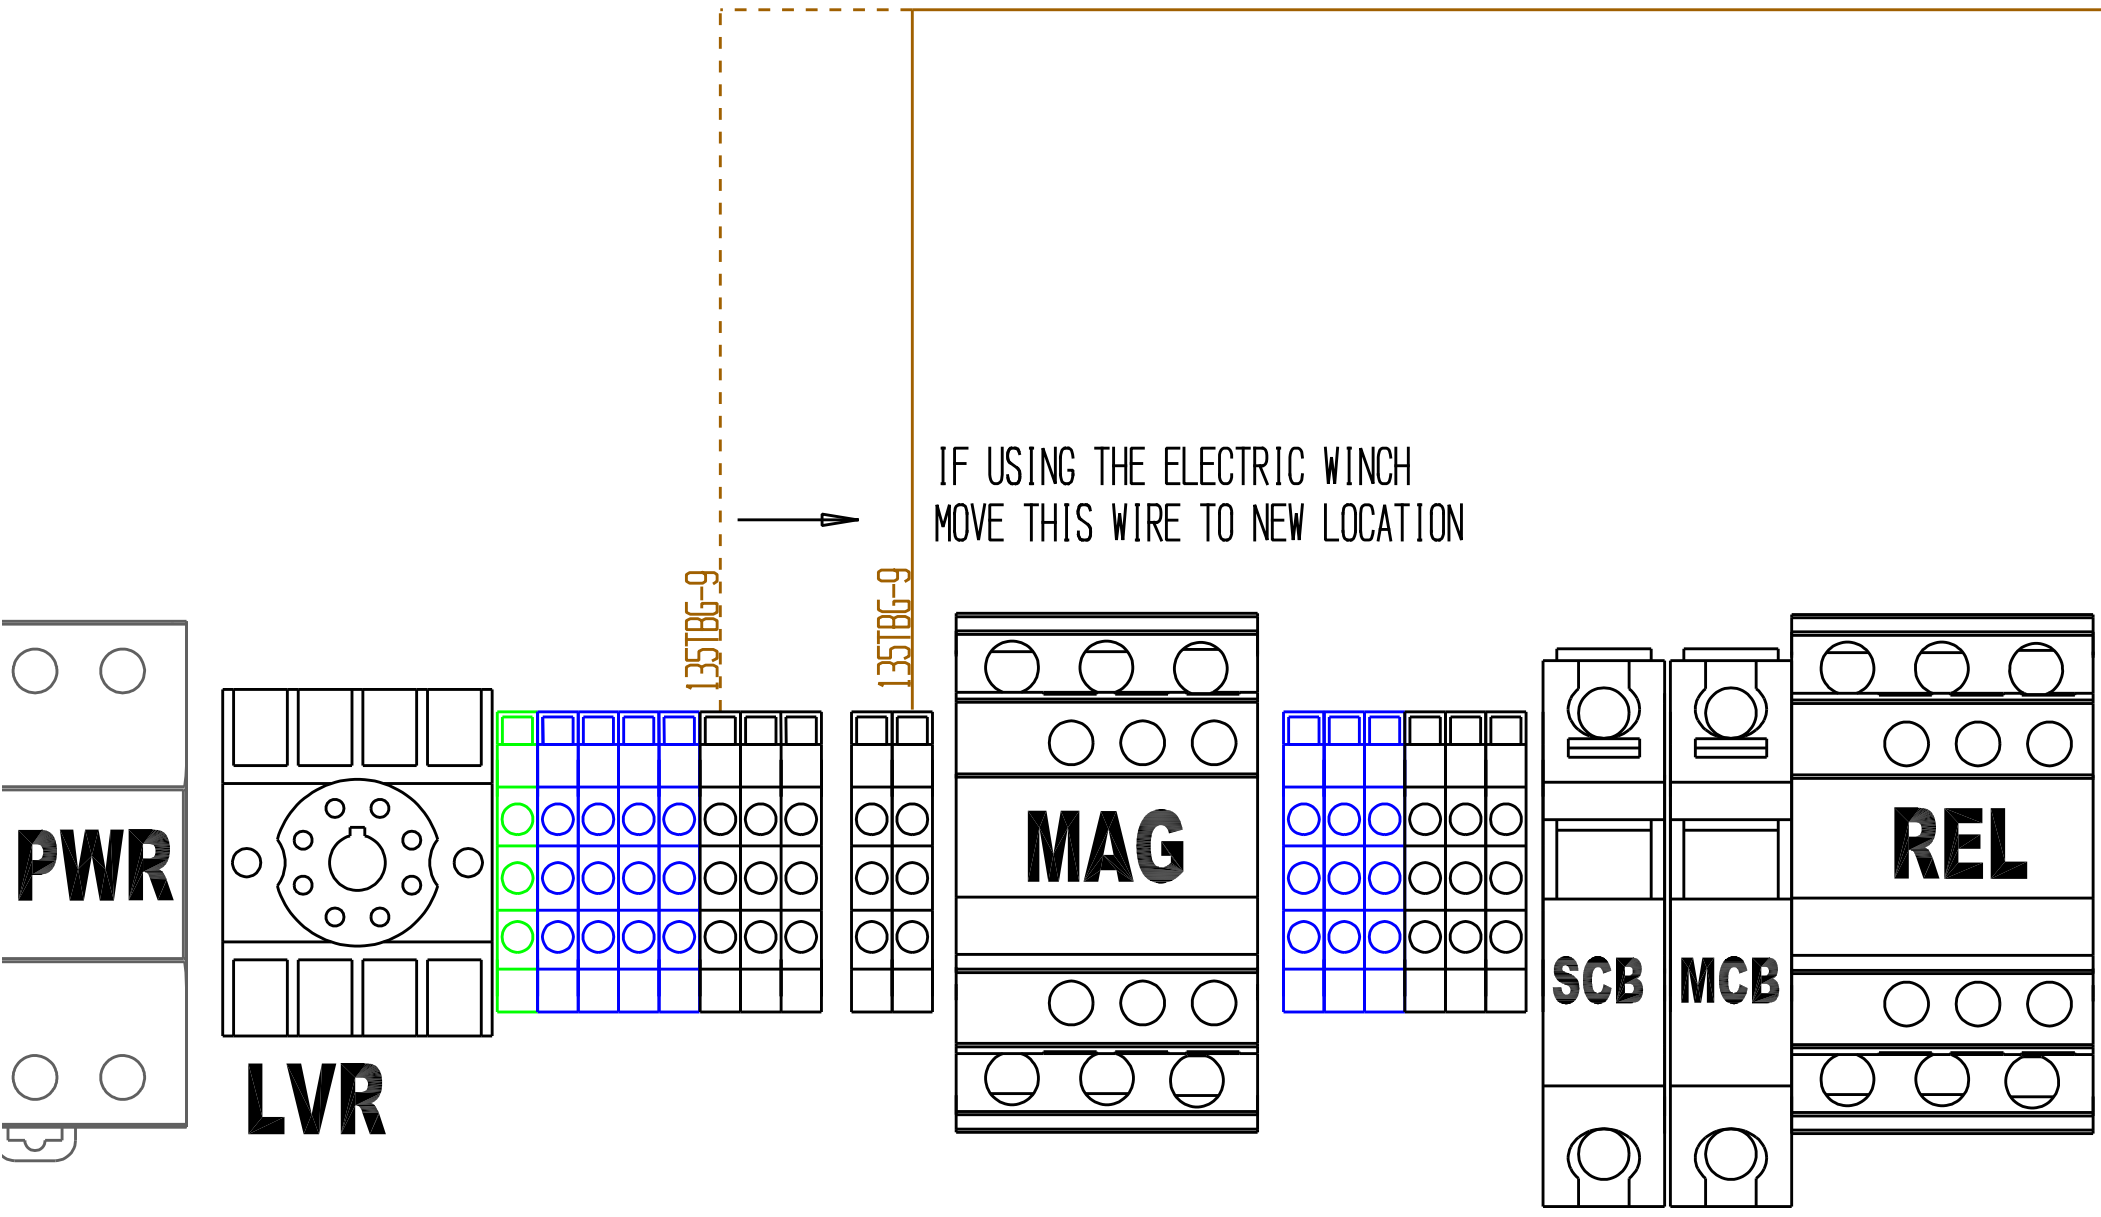 IF USING THE ELECTRIC WINCH
MOVE THIS WIRE TO NEW LOCATION
135TBG-9
135TBG-9
PWR
LVR
MAG
SCB
MCB
REL